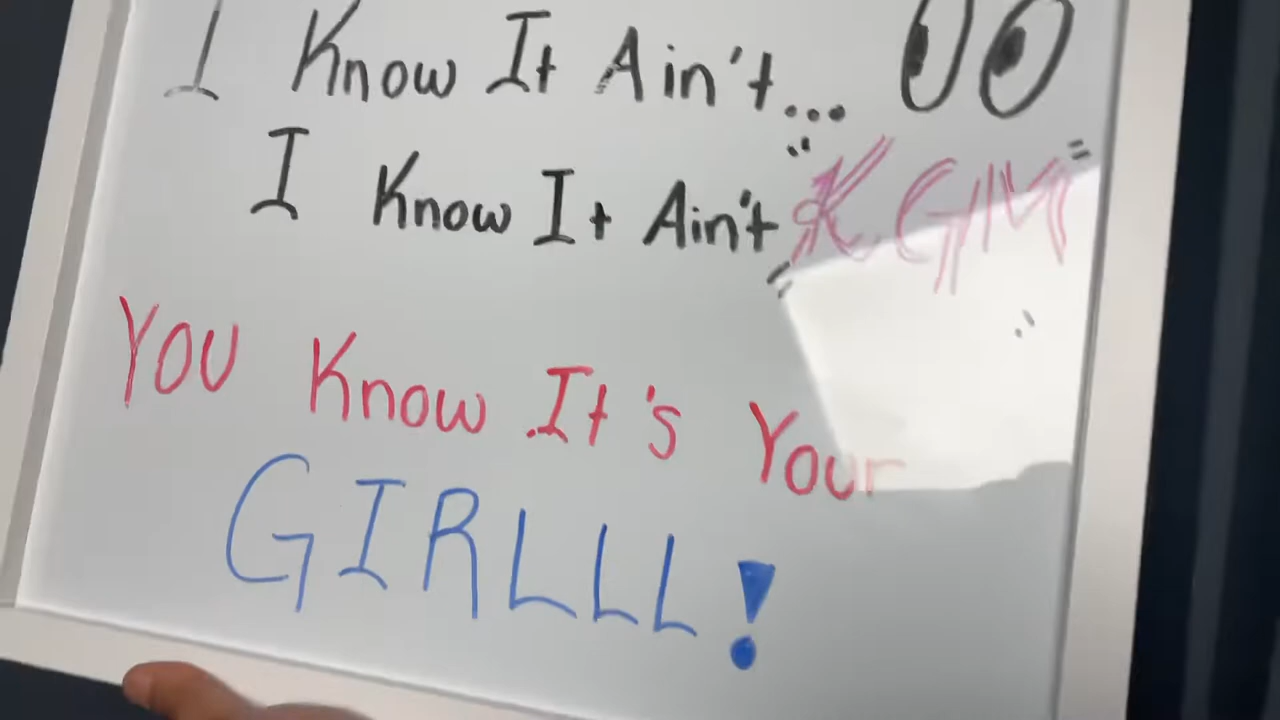 I Know It Ain't...
I Know It Ain't KGM
You Know It's Your
GIRLLL!